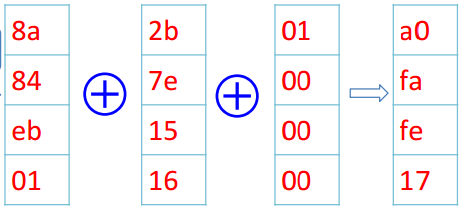 8a 2b 01 a0
84 ⊕ 7e ⊕ 00 ⇨ fa
eb 15 00 fe
01 16 00 17